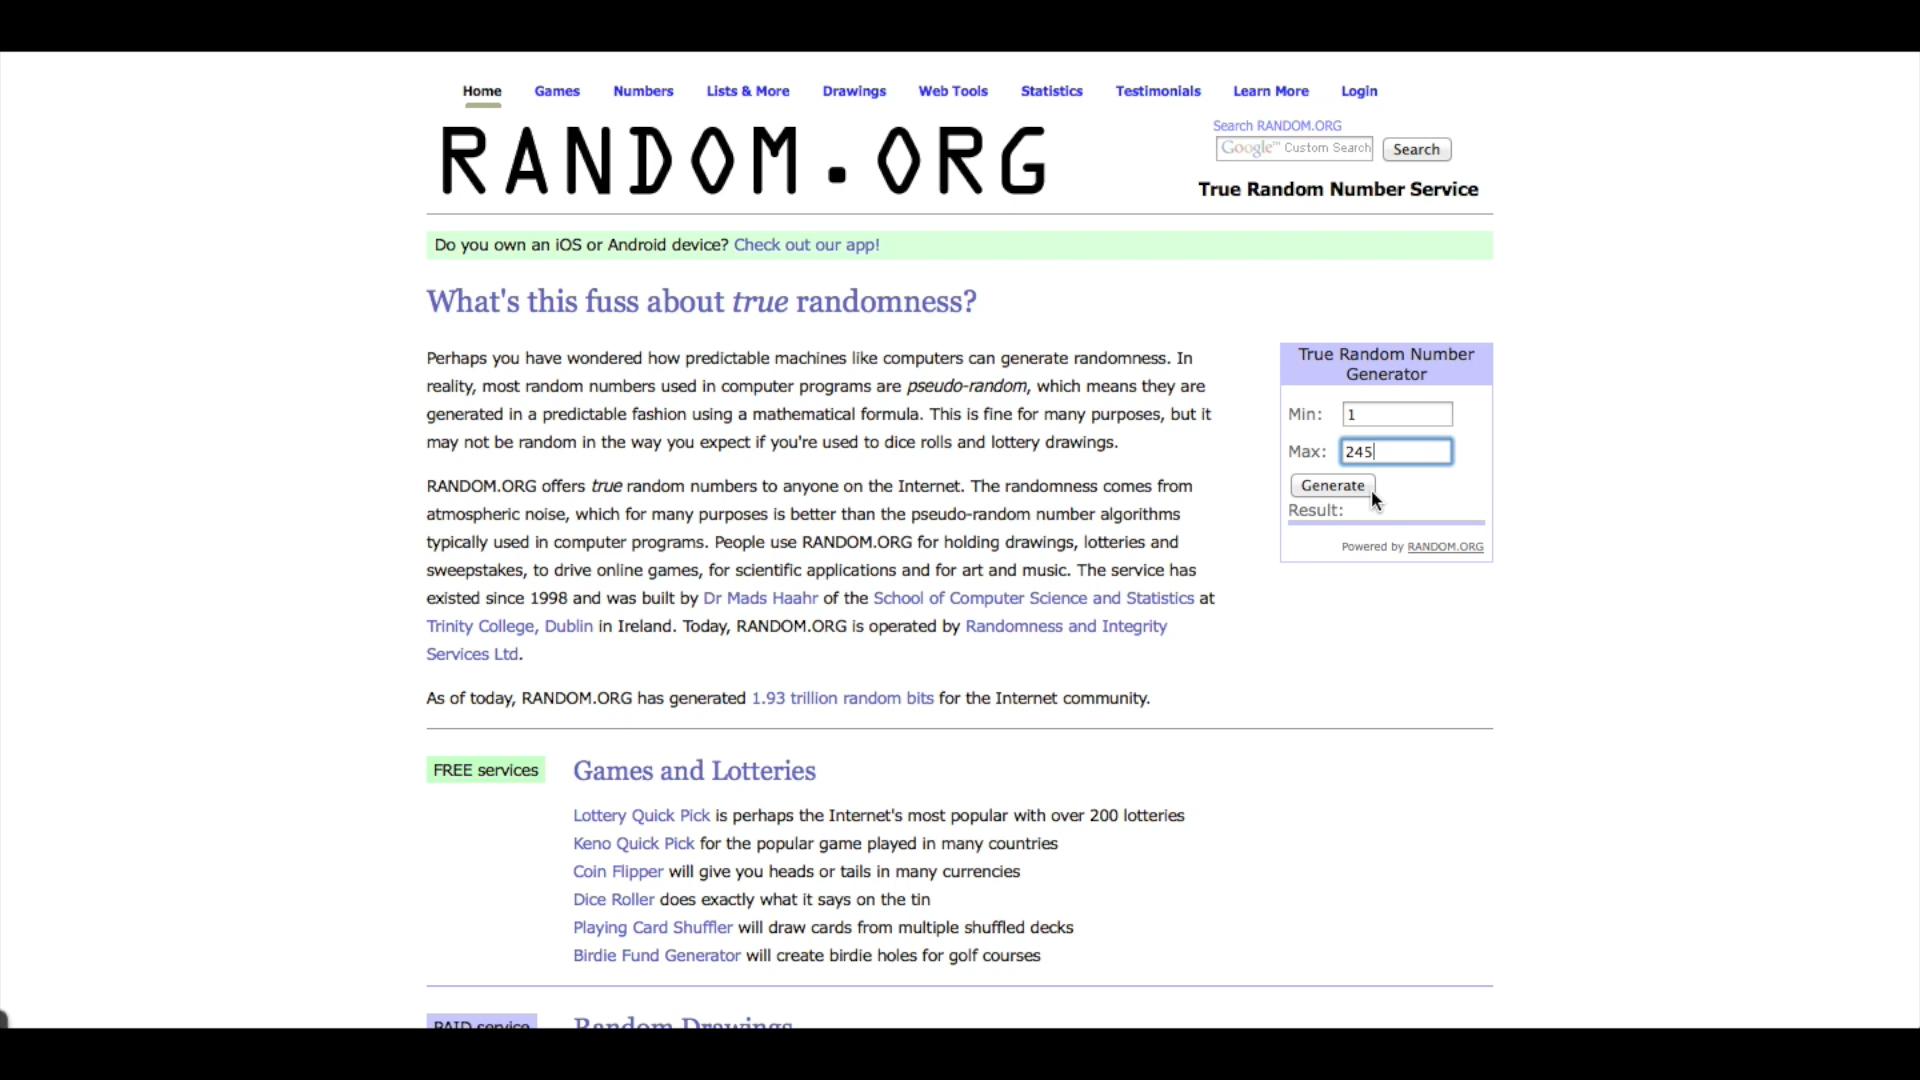 Home Games Numbers Lists & More Drawings Web Tools Statistics Testimonials Learn More Login
RANDOM.ORG
Search RANDOM.ORG
Google™ Custom Search Search
True Random Number Service
Do you own an iOS or Android device? Check out our app!
What's this fuss about true randomness?
Perhaps you have wondered how predictable machines like computers can generate randomness. In
reality, most random numbers used in computer programs are pseudo-random, which means they are
generated in a predictable fashion using a mathematical formula. This is fine for many purposes, but it
may not be random in the way you expect if you're used to dice rolls and lottery drawings.
RANDOM.ORG offers true random numbers to anyone on the Internet. The randomness comes from
atmospheric noise, which for many purposes is better than the pseudo-random number algorithms
typically used in computer programs. People use RANDOM.ORG for holding drawings, lotteries and
sweepstakes, to drive online games, for scientific applications and for art and music. The service has
existed since 1998 and was built by Dr Mads Haahr of the School of Computer Science and Statistics at
Trinity College, Dublin in Ireland. Today, RANDOM.ORG is operated by Randomness and Integrity
Services Ltd.
As of today, RANDOM.ORG has generated 1.93 trillion random bits for the Internet community.
True Random Number
Generator
Min: 1
Max: 245
Generate
Result:
Powered by RANDOM.ORG
FREE services
Games and Lotteries
Lottery Quick Pick is perhaps the Internet's most popular with over 200 lotteries
Keno Quick Pick for the popular game played in many countries
Coin Flipper will give you heads or tails in many currencies
Dice Roller does exactly what it says on the tin
Playing Card Shuffler will draw cards from multiple shuffled decks
Birdie Fund Generator will create birdie holes for golf courses
PAID service
Random Drawings